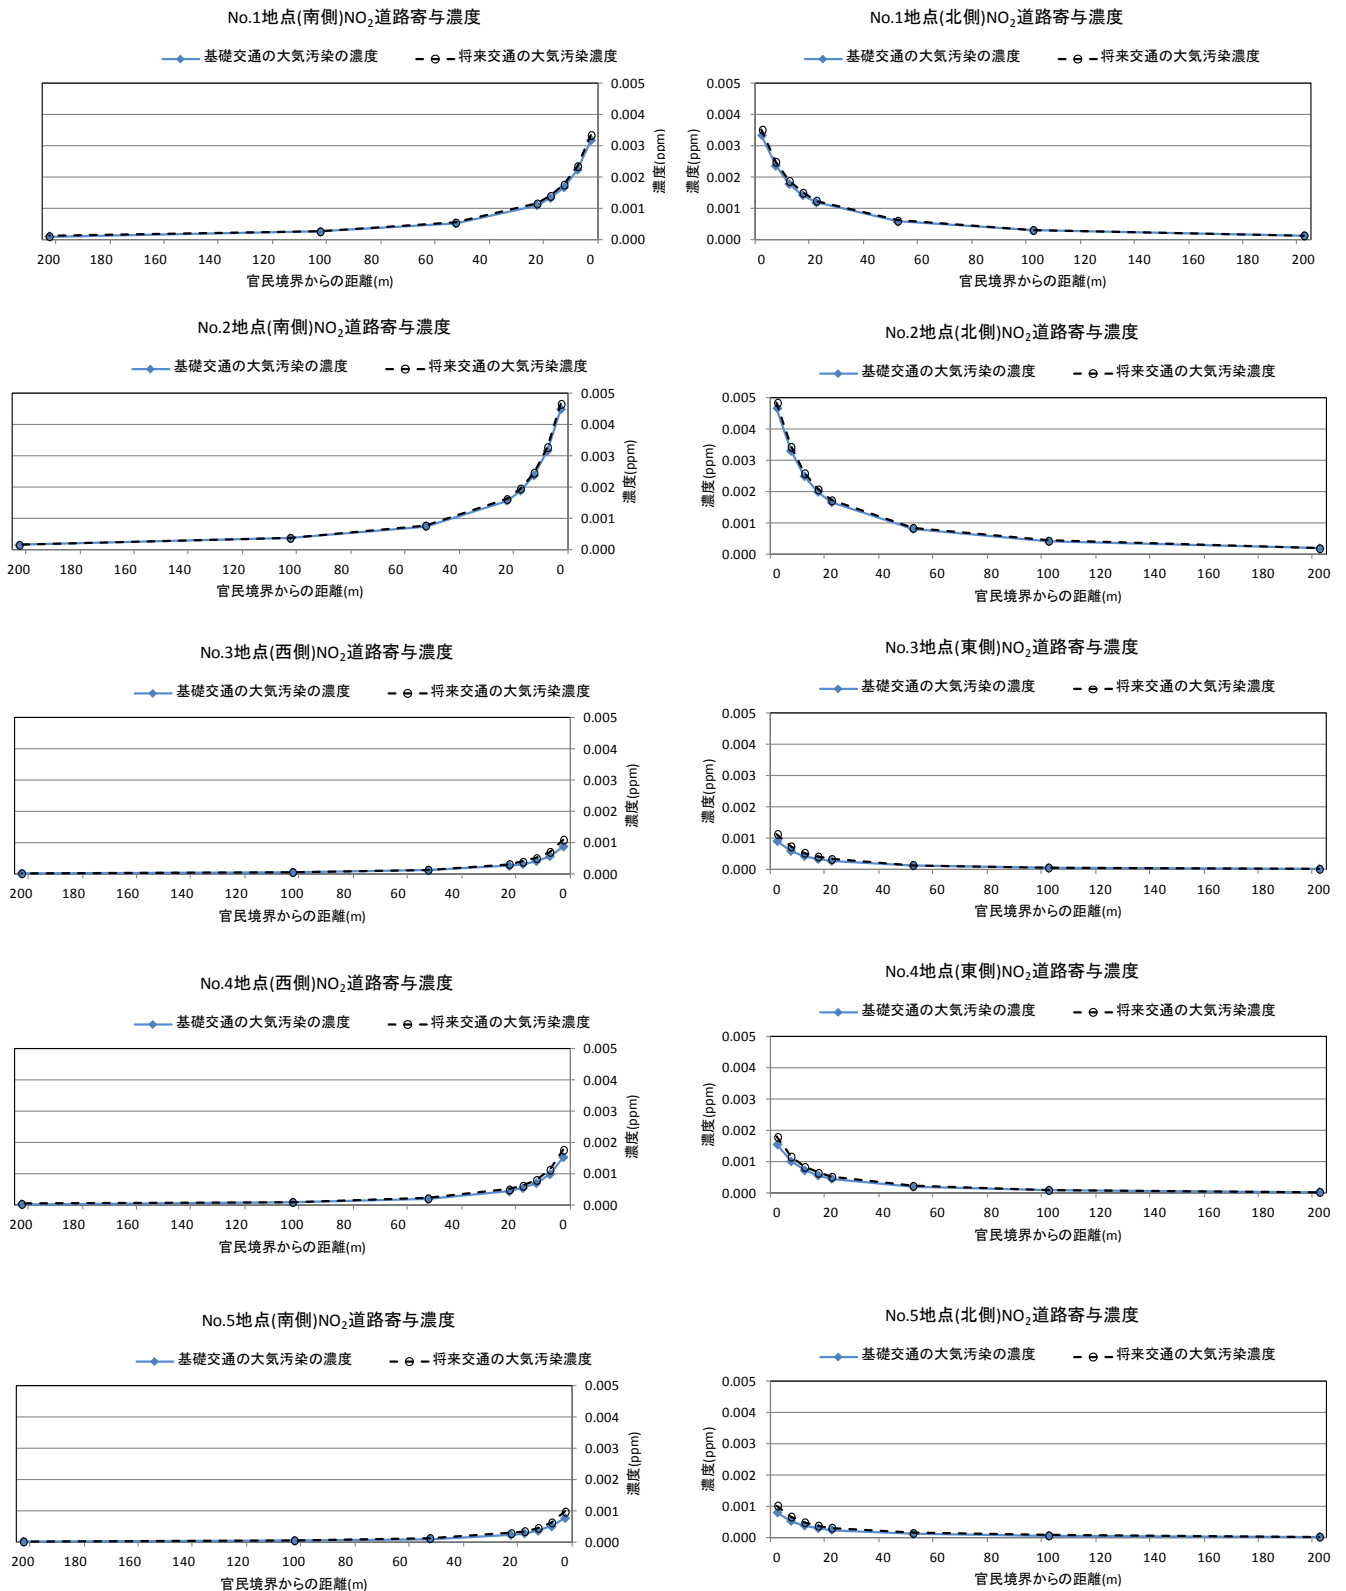 No.1地点(南側)NO2道路寄与濃度
基礎交通の大気汚染の濃度 将来交通の大気汚染濃度
0.005
0.004
0.003
0.002
0.001
0.000
濃度(ppm)
200 180 160 140 120 100 80 60 40 20 0
官民境界からの距離(m)
No.1地点(北側)NO2道路寄与濃度
基礎交通の大気汚染の濃度 将来交通の大気汚染濃度
0.005
0.004
0.003
0.002
0.001
0.000
濃度(ppm)
0 20 40 60 80 100 120 140 160 180 200
官民境界からの距離(m)
No.2地点(南側)NO2道路寄与濃度
基礎交通の大気汚染の濃度 将来交通の大気汚染濃度
0.005
0.004
0.003
0.002
0.001
0.000
濃度(ppm)
200 180 160 140 120 100 80 60 40 20 0
官民境界からの距離(m)
No.2地点(北側)NO2道路寄与濃度
基礎交通の大気汚染の濃度 将来交通の大気汚染濃度
0.005
0.004
0.003
0.002
0.001
0.000
濃度(ppm)
0 20 40 60 80 100 120 140 160 180 200
官民境界からの距離(m)
No.3地点(西側)NO2道路寄与濃度
基礎交通の大気汚染の濃度 将来交通の大気汚染濃度
0.005
0.004
0.003
0.002
0.001
0.000
濃度(ppm)
200 180 160 140 120 100 80 60 40 20 0
官民境界からの距離(m)
No.3地点(東側)NO2道路寄与濃度
基礎交通の大気汚染の濃度 将来交通の大気汚染濃度
0.005
0.004
0.003
0.002
0.001
0.000
濃度(ppm)
0 20 40 60 80 100 120 140 160 180 200
官民境界からの距離(m)
No.4地点(西側)NO2道路寄与濃度
基礎交通の大気汚染の濃度 将来交通の大気汚染濃度
0.005
0.004
0.003
0.002
0.001
0.000
濃度(ppm)
200 180 160 140 120 100 80 60 40 20 0
官民境界からの距離(m)
No.4地点(東側)NO2道路寄与濃度
基礎交通の大気汚染の濃度 将来交通の大気汚染濃度
0.005
0.004
0.003
0.002
0.001
0.000
濃度(ppm)
0 20 40 60 80 100 120 140 160 180 200
官民境界からの距離(m)
No.5地点(南側)NO2道路寄与濃度
基礎交通の大気汚染の濃度 将来交通の大気汚染濃度
0.005
0.004
0.003
0.002
0.001
0.000
濃度(ppm)
200 180 160 140 120 100 80 60 40 20 0
官民境界からの距離(m)
No.5地点(北側)NO2道路寄与濃度
基礎交通の大気汚染の濃度 将来交通の大気汚染濃度
0.005
0.004
0.003
0.002
0.001
0.000
濃度(ppm)
0 20 40 60 80 100 120 140 160 180 200
官民境界からの距離(m)